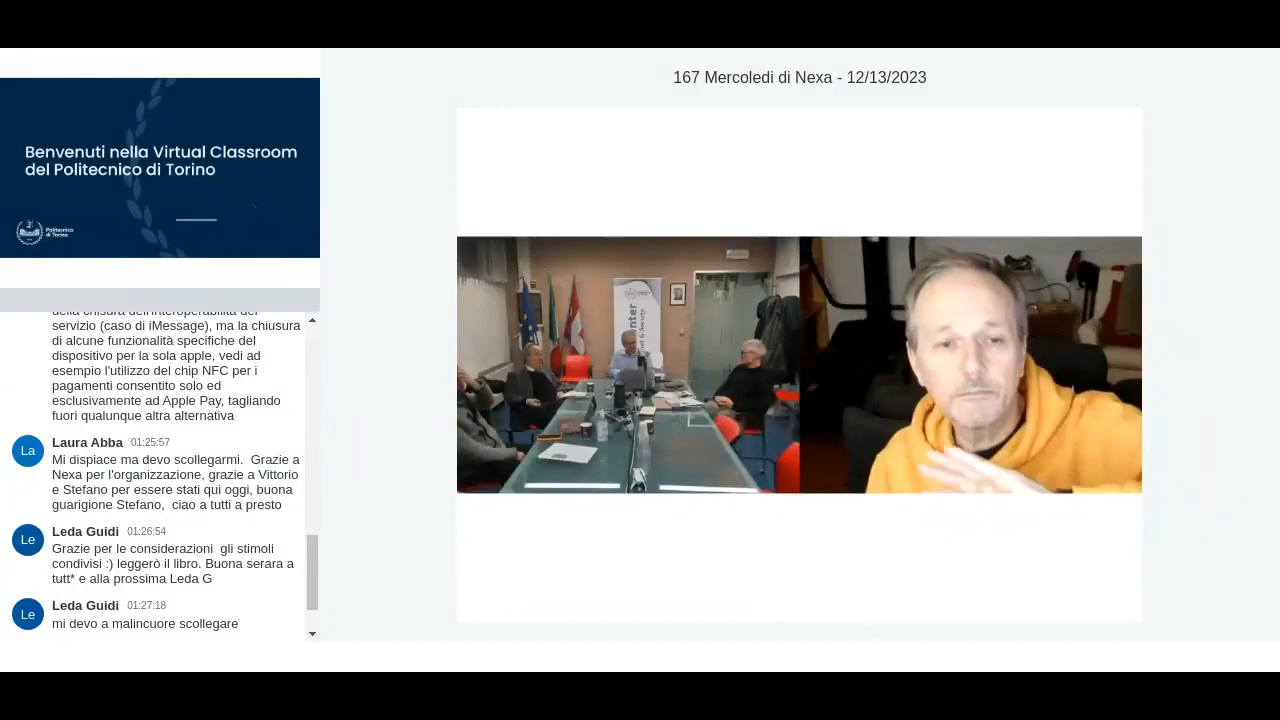 167 Mercoledi di Nexa - 12/13/2023
Benvenuti nella Virtual Classroom
del Politecnico di Torino
Politecnico
di Torino
della chisura dell'interoperabilità del
servizio (caso di iMessage), ma la chiusura
di alcune funzionalità specifiche del
dispositivo per la sola apple, vedi ad
esempio l'utilizzo del chip NFC per i
pagamenti consentito solo ed
esclusivamente ad Apple Pay, tagliando
fuori qualunque altra alternativa
La
Laura Abba 01:25:57
Mi dispiace ma devo scollegarmi.  Grazie a
Nexa per l'organizzazione, grazie a Vittorio
e Stefano per essere stati qui oggi, buona
guarigione Stefano,  ciao a tutti a presto
Le
Leda Guidi 01:26:54
Grazie per le considerazioni  gli stimoli
condivisi :) leggerò il libro. Buona serara a
tutt* e alla prossima Leda G
Le
Leda Guidi 01:27:18
mi devo a malincuore scollegare